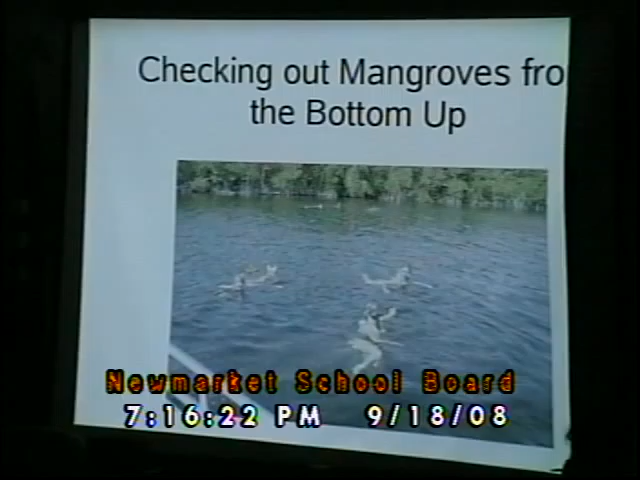 Checking out Mangroves fro
the Bottom Up
Newmarket School Board
7:16:22 PM 9/18/08